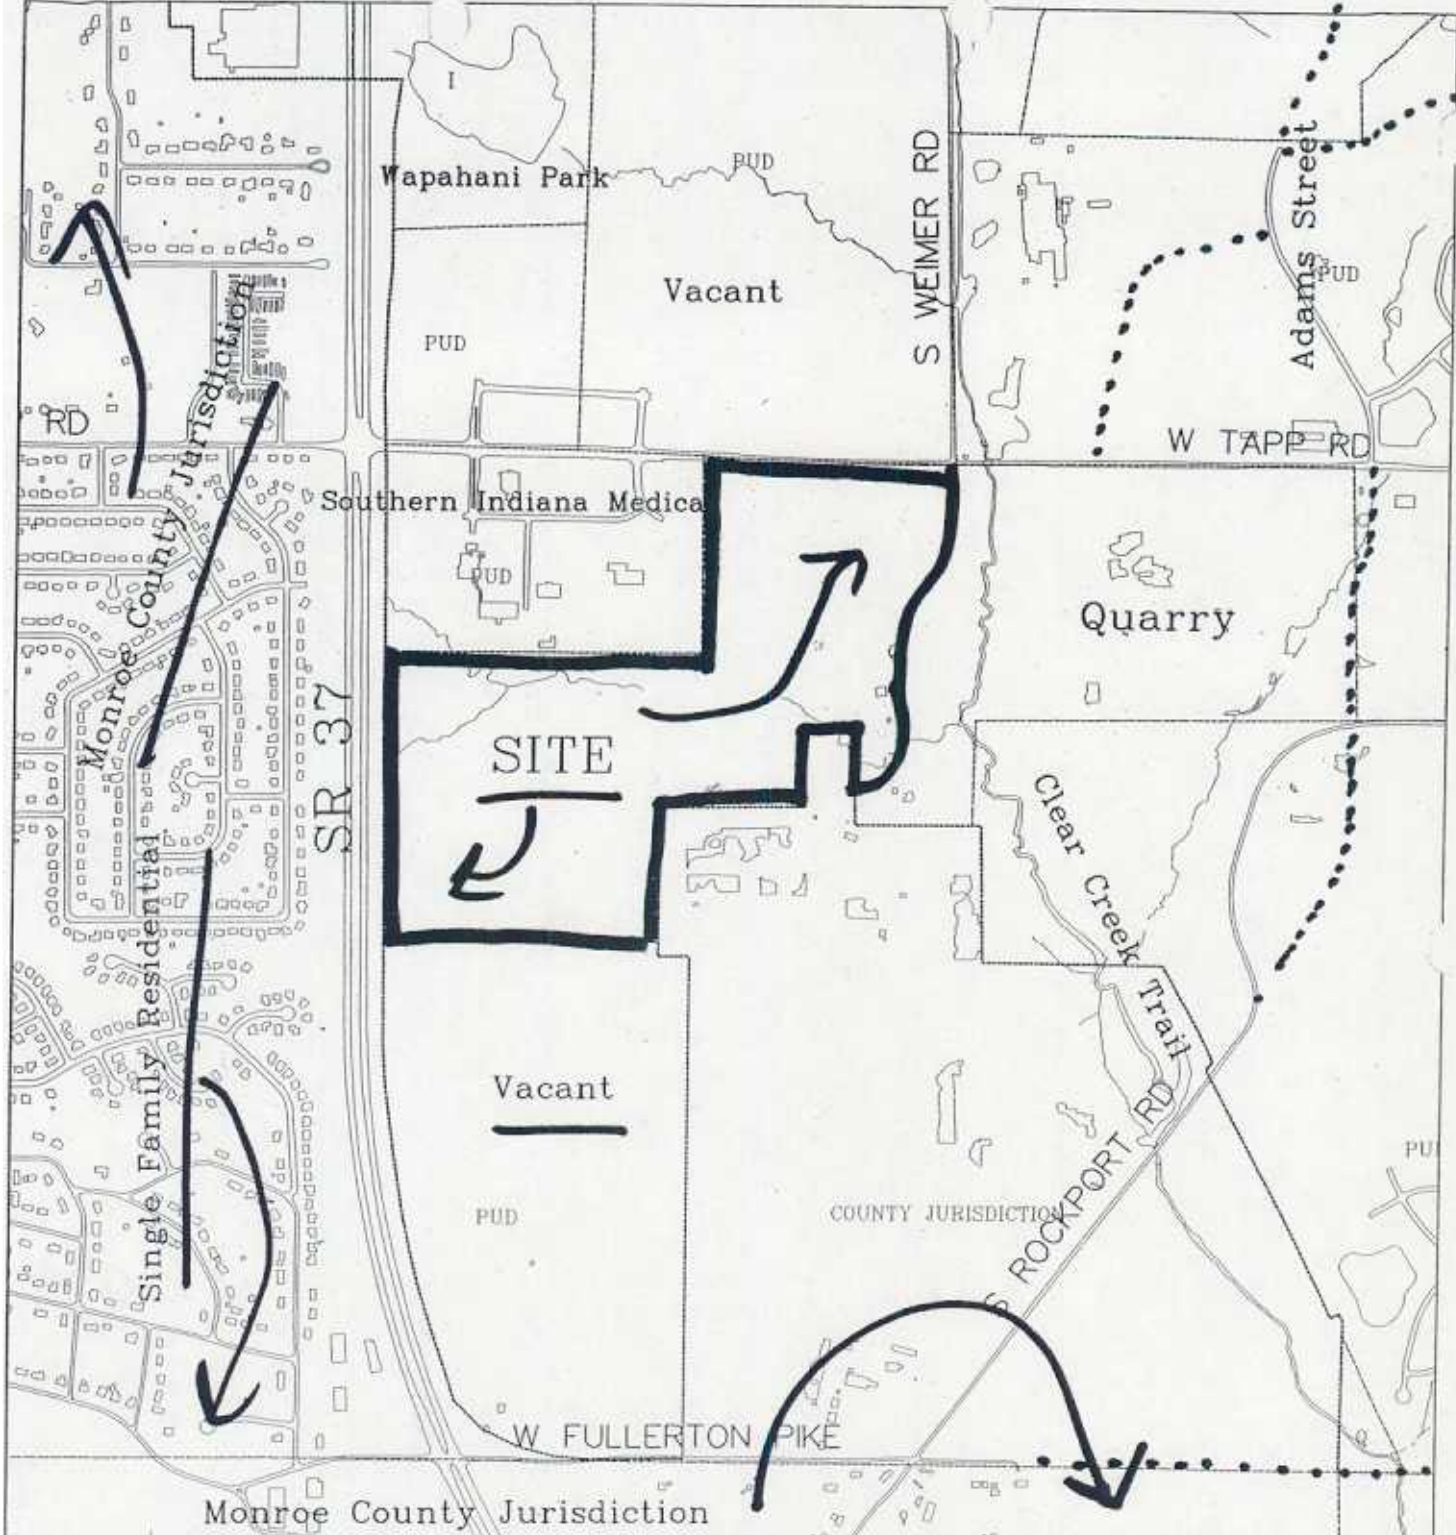 I
Wapahani Park
PUD
S WEIMER RD
Adams Street
PUD
Vacant
PUD
RD
W TAPP RD
Southern Indiana Medica
PUD
Monroe County Jurisdiction
Quarry
SR 37
SITE
Clear Creek Trail
Single Family Residential
Vacant
PUD
COUNTY JURISDICTION
S ROCKPORT RD
PU
Q
W FULLERTON PIKE
Monroe County Jurisdiction